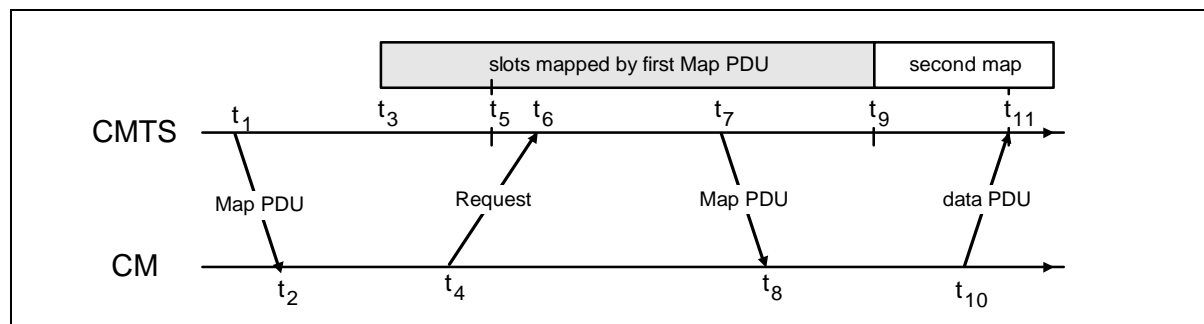 slots mapped by first Map PDU second map
t1 t3 t5 t6 t7 t9 t11
CMTS
Map PDU Request Map PDU data PDU
CM
t2 t4 t8 t10